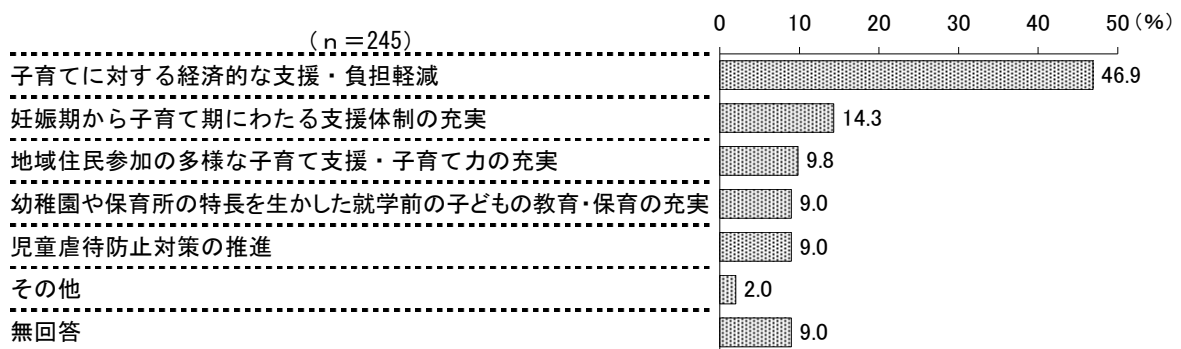 0 10 20 30 40 50 (%)
(ｎ＝245)
子育てに対する経済的な支援・負担軽減 46.9
妊娠期から子育て期にわたる支援体制の充実 14.3
地域住民参加の多様な子育て支援・子育て力の充実 9.8
幼稚園や保育所の特長を生かした就学前の子どもの教育・保育の充実 9.0
児童虐待防止対策の推進 9.0
その他 2.0
無回答 9.0